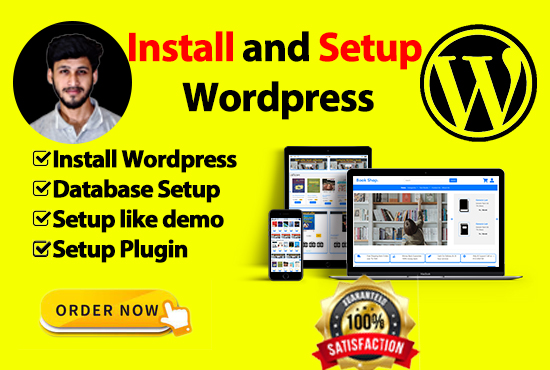 Install and Setup
Wordpress
Install Wordpress
Database Setup
Setup like demo
Setup Plugin
ORDER NOW
Book Shop
GUARANTEED
100%
SATISFACTION